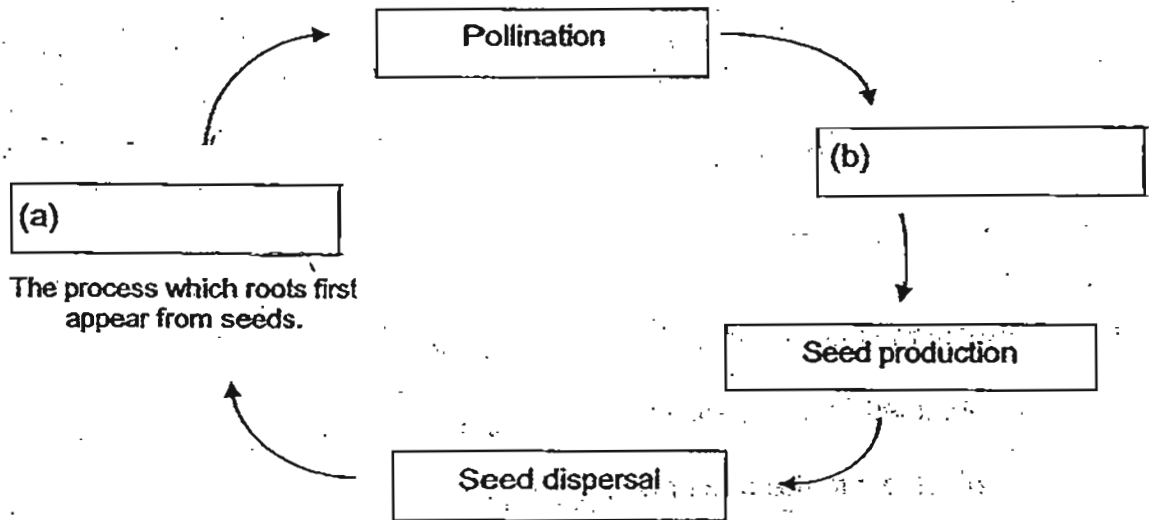 Pollination
(b)
(a)
The process which roots first
appear from seeds.
Seed production
Seed dispersal